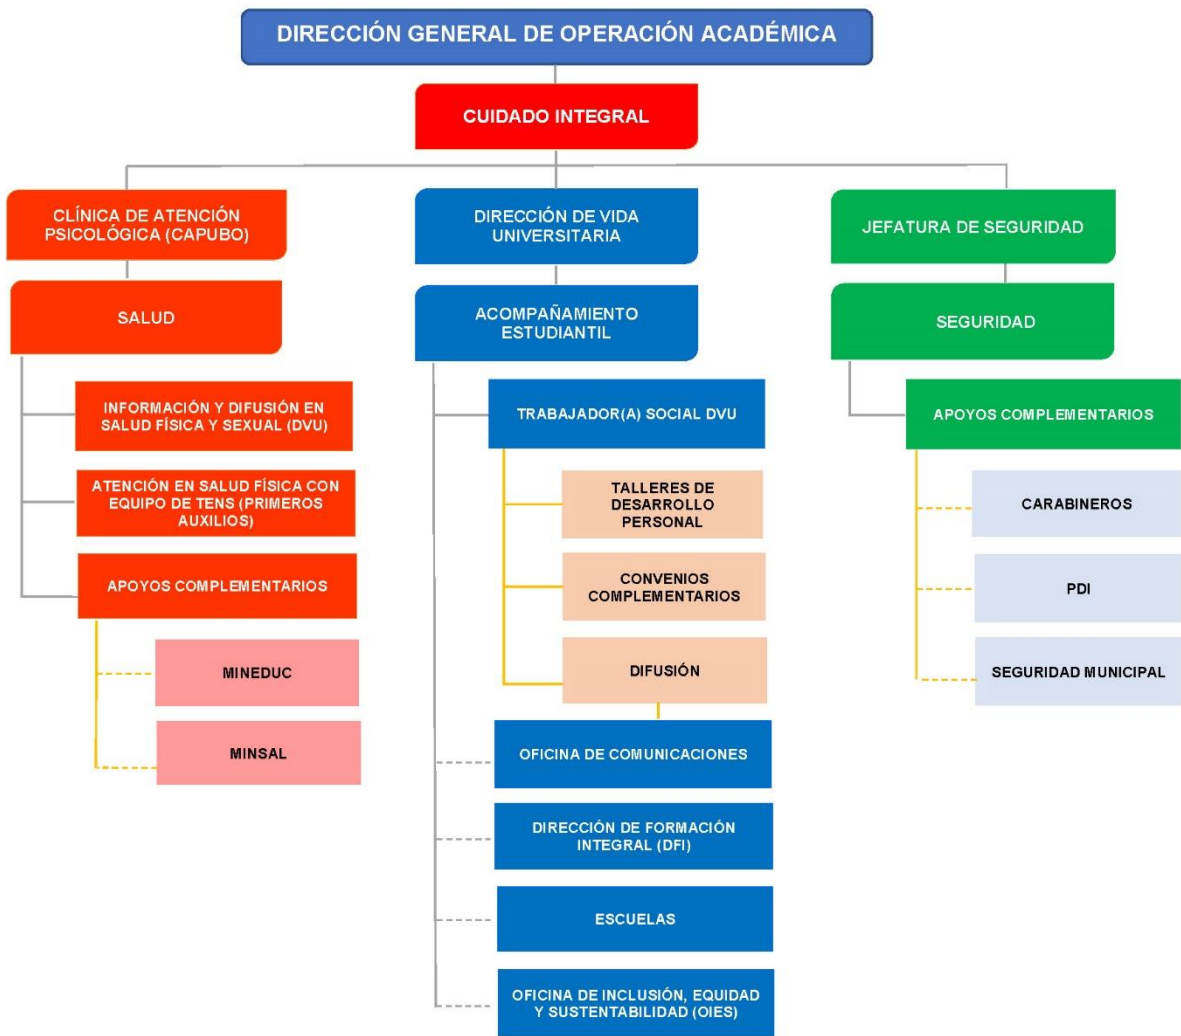 DIRECCIÓN GENERAL DE OPERACIÓN ACADÉMICA
CUIDADO INTEGRAL
CLÍNICA DE ATENCIÓN
PSICOLÓGICA (CAPUBO)
SALUD
INFORMACIÓN Y DIFUSIÓN EN
SALUD FÍSICA Y SEXUAL (DVU)
ATENCIÓN EN SALUD FÍSICA CON
EQUIPO DE TENS (PRIMEROS
AUXILIOS)
APOYOS COMPLEMENTARIOS
MINEDUC
MINSAL
DIRECCIÓN DE VIDA
UNIVERSITARIA
ACOMPAÑAMIENTO
ESTUDIANTIL
TRABAJADOR(A) SOCIAL DVU
TALLERES DE
DESARROLLO
PERSONAL
CONVENIOS
COMPLEMENTARIOS
DIFUSIÓN
OFICINA DE COMUNICACIONES
DIRECCIÓN DE FORMACIÓN
INTEGRAL (DFI)
ESCUELAS
OFICINA DE INCLUSIÓN, EQUIDAD
Y SUSTENTABILIDAD (OIES)
JEFATURA DE SEGURIDAD
SEGURIDAD
APOYOS COMPLEMENTARIOS
CARABINEROS
PDI
SEGURIDAD MUNICIPAL